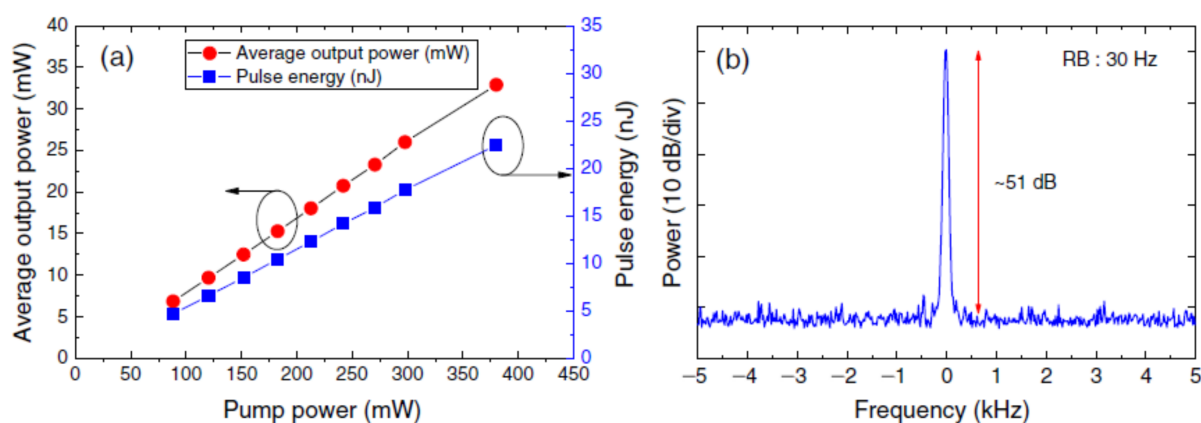 (a)
Average output power (mW)
Pulse energy (nJ)
40
35
30
25
20
15
10
5
0
Average output power (mW)
35
30
25
20
15
10
5
0
Pulse energy (nJ)
0 50 100 150 200 250 300 350 400 450
Pump power (mW)
(b)
RB : 30 Hz
~51 dB
Power (10 dB/div)
−5 −4 −3 −2 −1 0 1 2 3 4 5
Frequency (kHz)